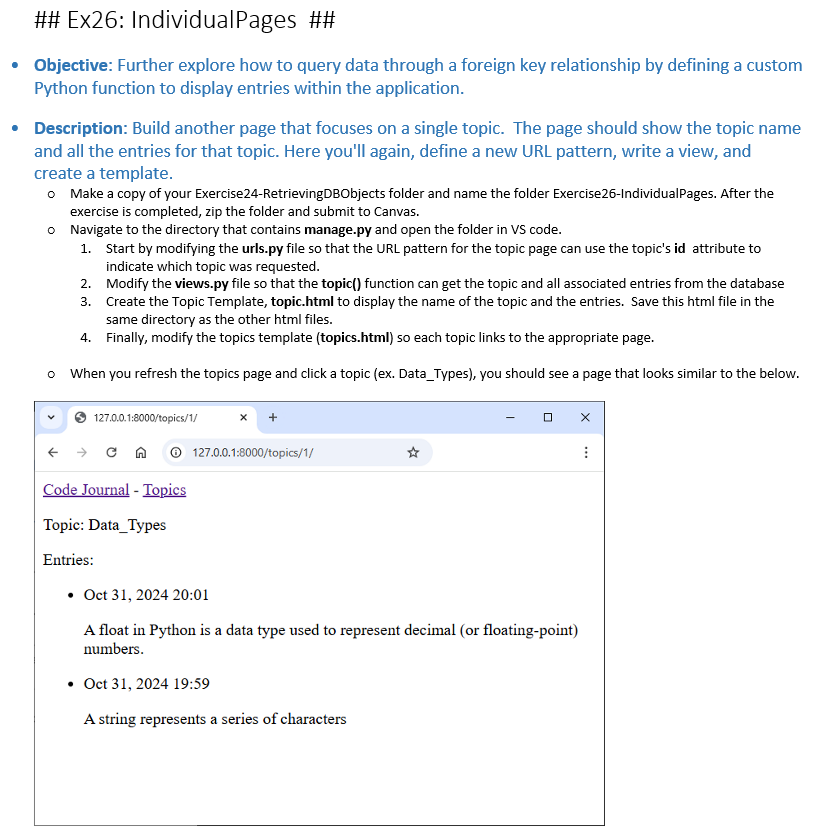 ## Ex26: IndividualPages ##
• Objective: Further explore how to query data through a foreign key relationship by defining a custom
Python function to display entries within the application.
• Description: Build another page that focuses on a single topic. The page should show the topic name
and all the entries for that topic. Here you'll again, define a new URL pattern, write a view, and
create a template.
o Make a copy of your Exercise24-RetrievingDBObjects folder and name the folder Exercise26-IndividualPages. After the
exercise is completed, zip the folder and submit to Canvas.
o Navigate to the directory that contains manage.py and open the folder in VS code.
1. Start by modifying the urls.py file so that the URL pattern for the topic page can use the topic's id attribute to
indicate which topic was requested.
2. Modify the views.py file so that the topic() function can get the topic and all associated entries from the database
3. Create the Topic Template, topic.html to display the name of the topic and the entries. Save this html file in the
same directory as the other html files.
4. Finally, modify the topics template (topics.html) so each topic links to the appropriate page.
o When you refresh the topics page and click a topic (ex. Data_Types), you should see a page that looks similar to the below.
127.0.0.1:8000/topics/1/
127.0.0.1:8000/topics/1/
Code Journal - Topics
Topic: Data_Types
Entries:
• Oct 31, 2024 20:01
A float in Python is a data type used to represent decimal (or floating-point)
numbers.
• Oct 31, 2024 19:59
A string represents a series of characters